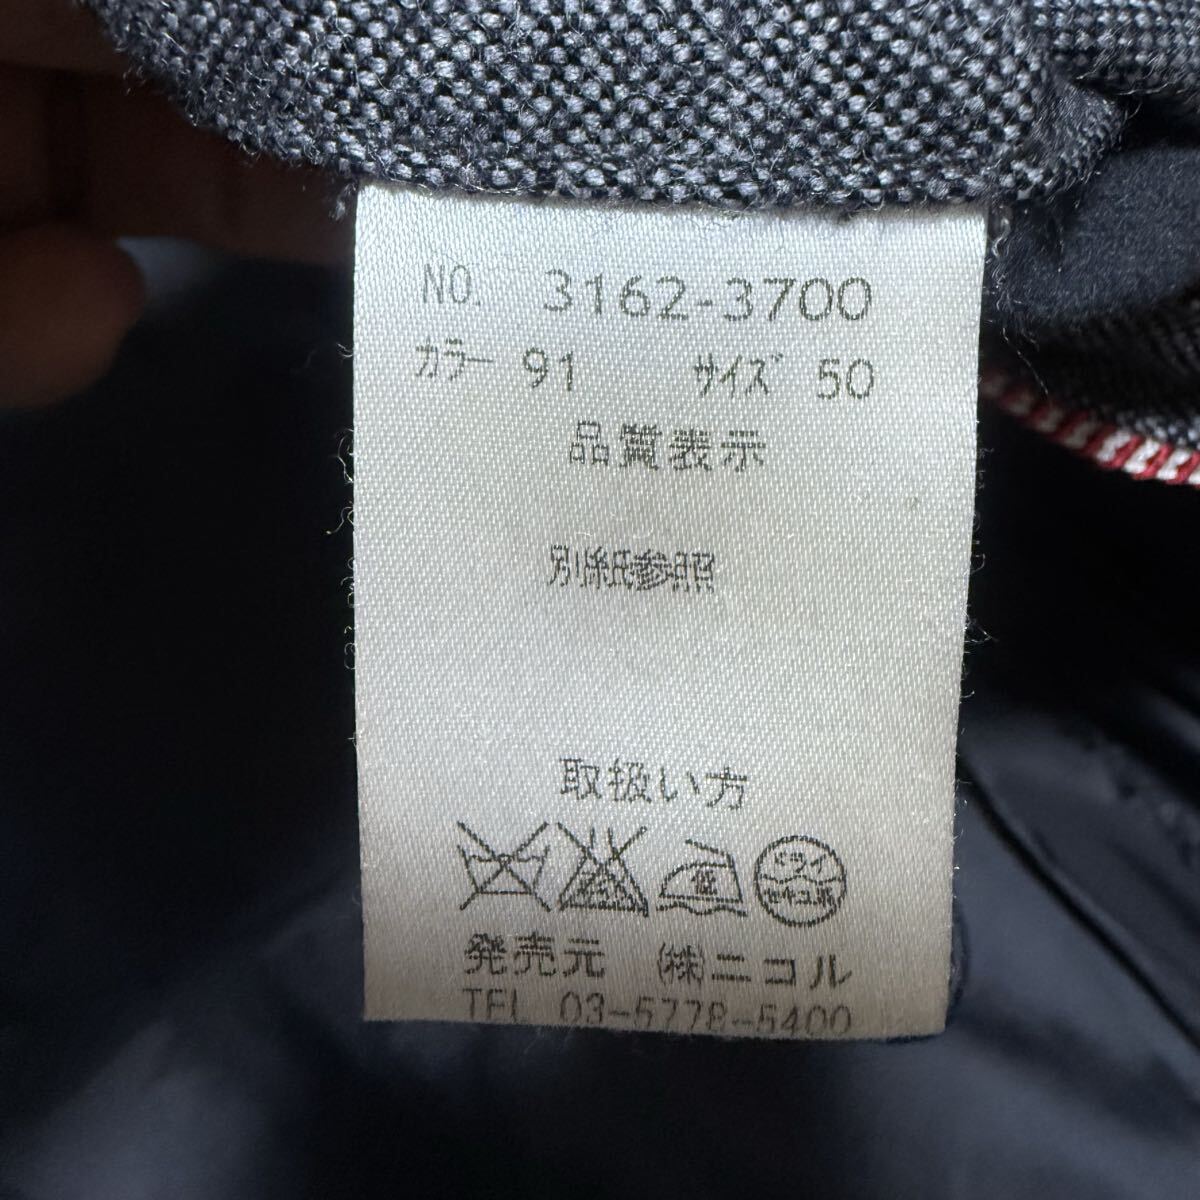 NO. 3162-3700
カラー 91 サイズ 50
品質表示
別紙参照
取扱い方
中
ドライ
セキユ系
発売元 (株)ニコル
TEL 03-5778-5400